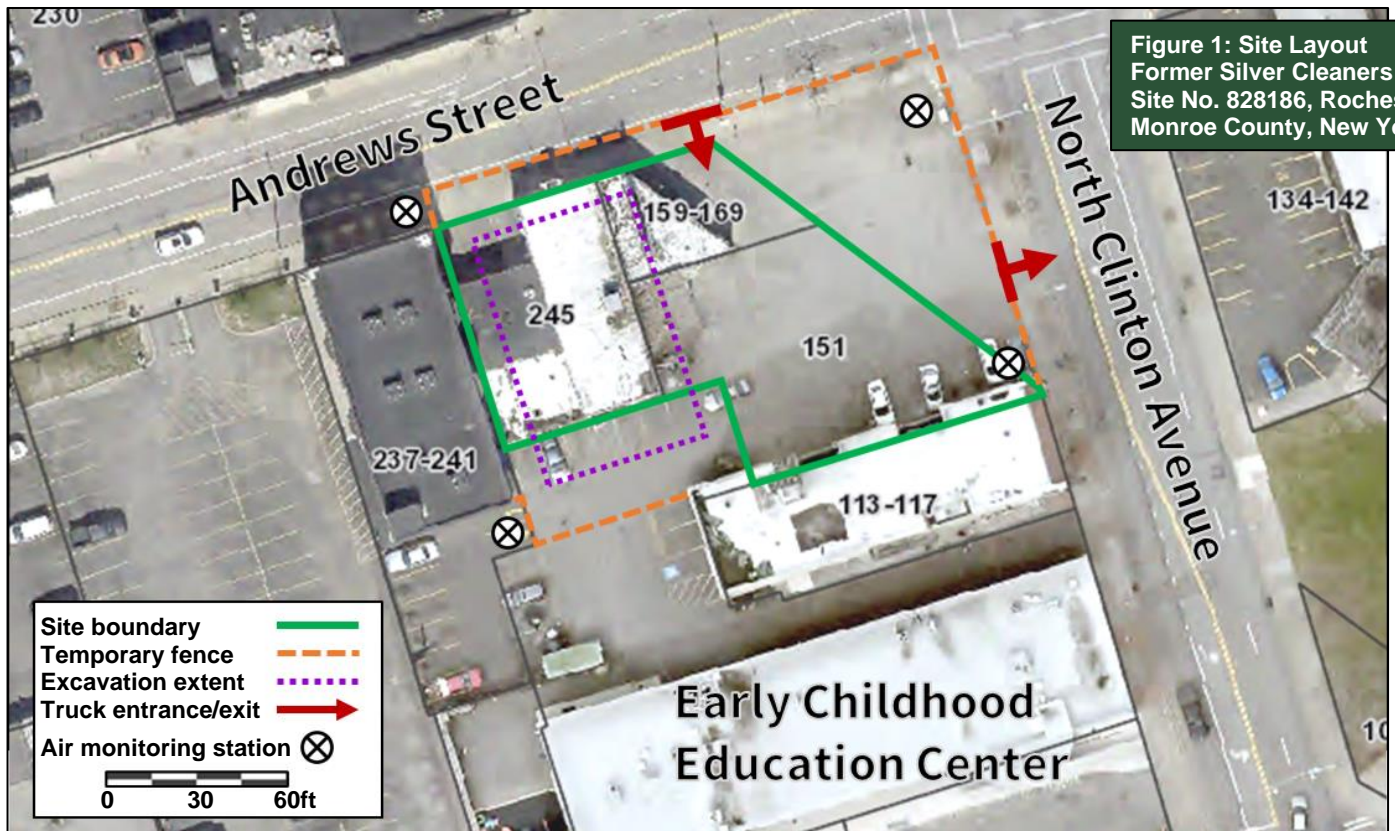 230
Figure 1: Site Layout
Former Silver Cleaners
Site No. 828186, Roches
Monroe County, New Yo
Andrews Street
North Clinton Avenue
159-169
134-142
245
151
237-241
113-117
Early Childhood
Education Center
10
Site boundary
Temporary fence
Excavation extent
Truck entrance/exit
Air monitoring station
0 30 60ft